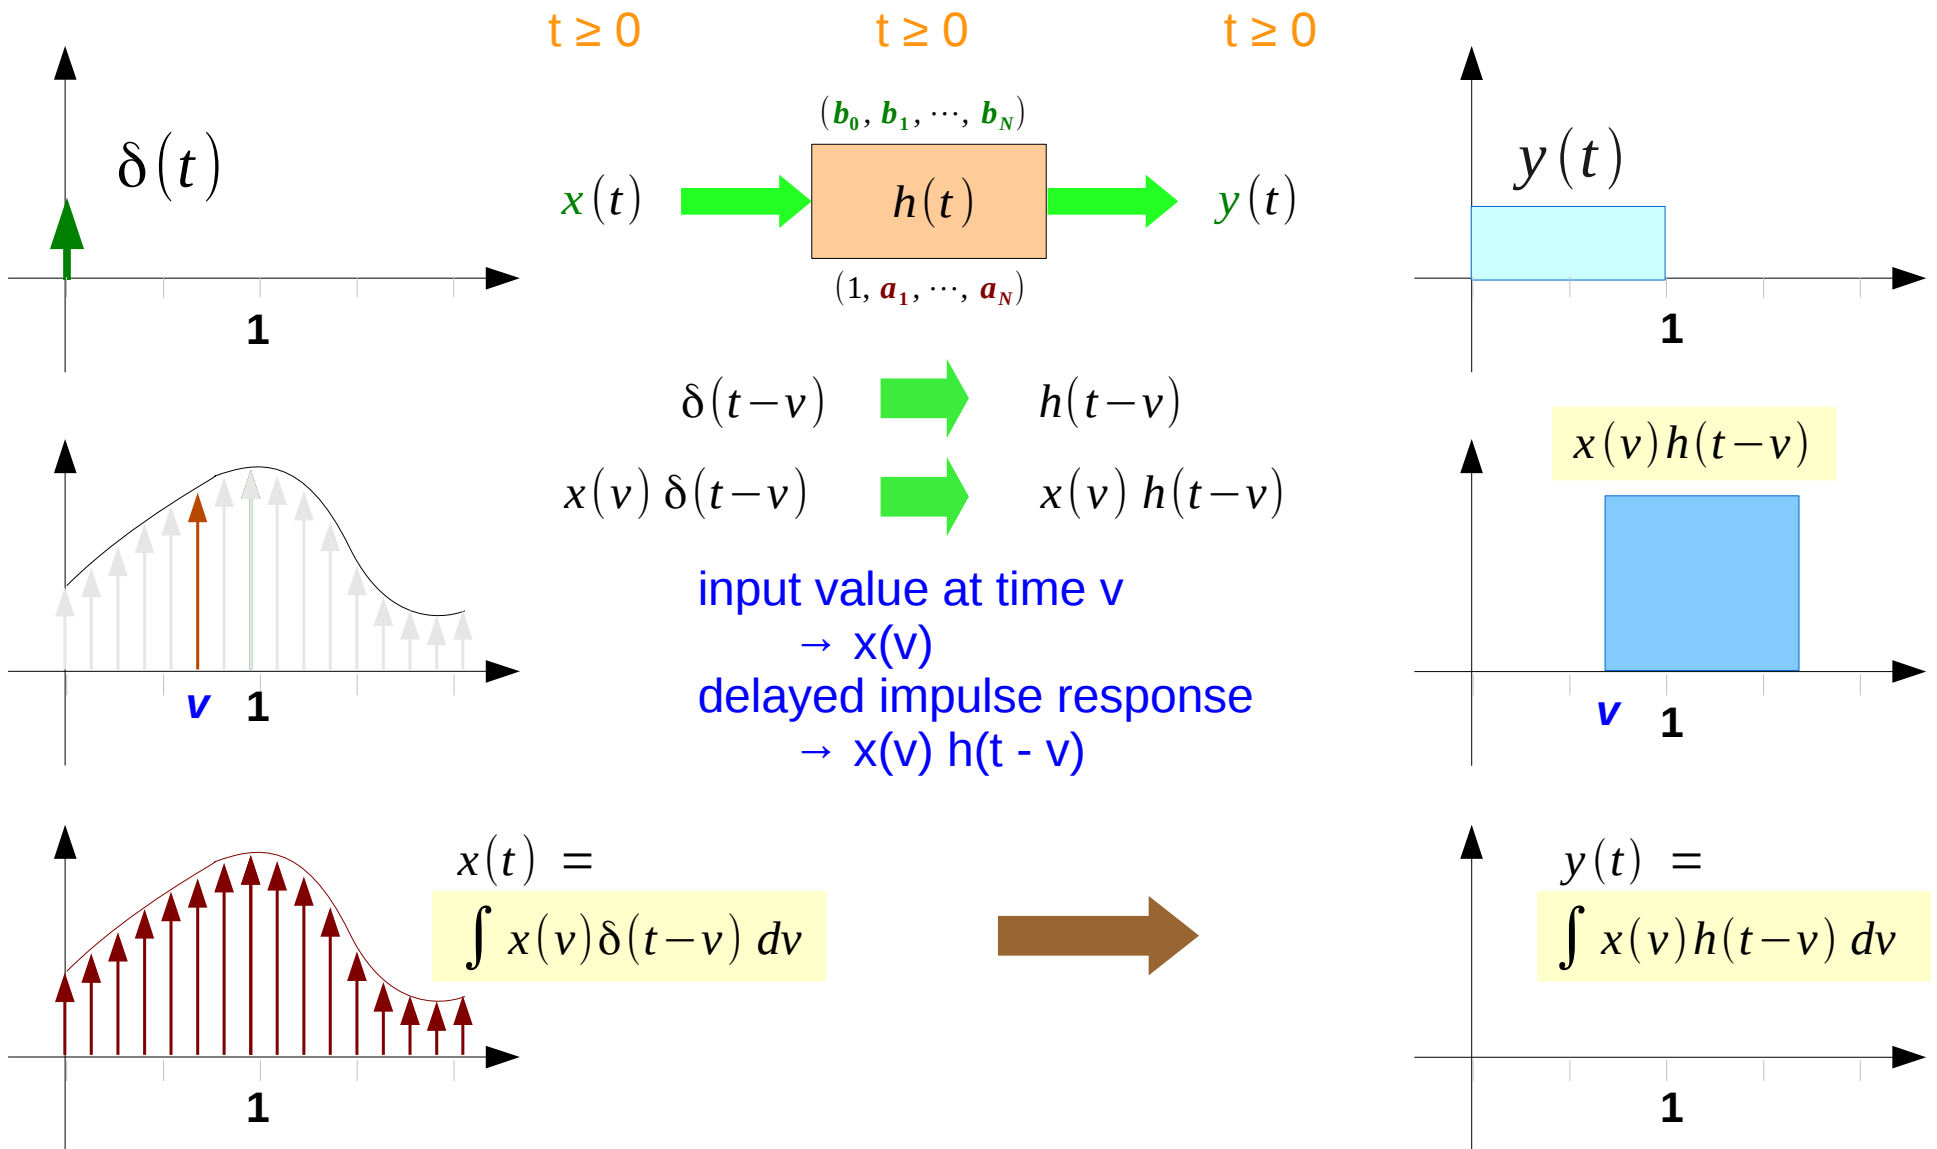 t ≥ 0 t ≥ 0 t ≥ 0
(b₀, b₁, ⋯, b_N)
δ(t)
x(t) h(t) y(t)
y(t)
(1, a₁, ⋯, a_N)
1
1
δ(t−v) h(t−v)
x(v) δ(t−v) x(v) h(t−v)
x(v)h(t−v)
input value at time v
→ x(v)
delayed impulse response
→ x(v) h(t - v)
v 1
v 1
x(t) =
∫ x(v)δ(t−v) dv
1
y(t) =
∫ x(v)h(t−v) dv
1